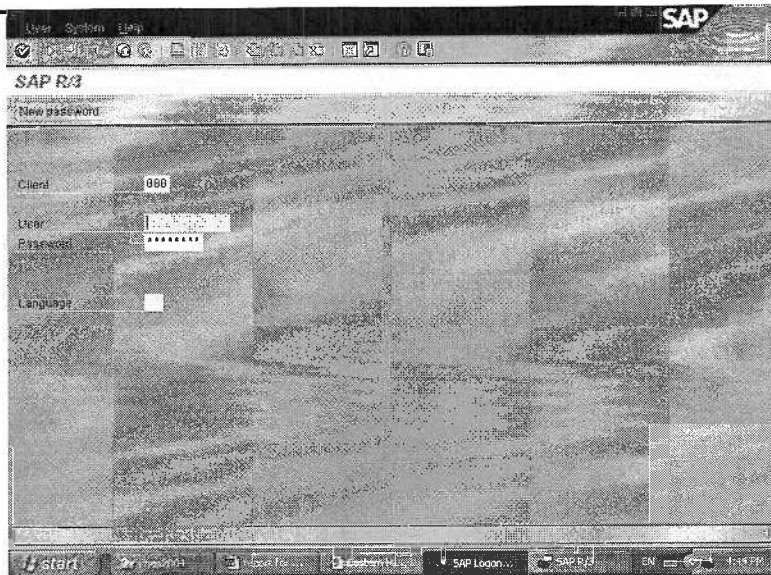 User System Help
SAP
SAP R/3
New password
Client 000
User
Password ********
Language
start
SAP Logon...
SAP R/3
EN